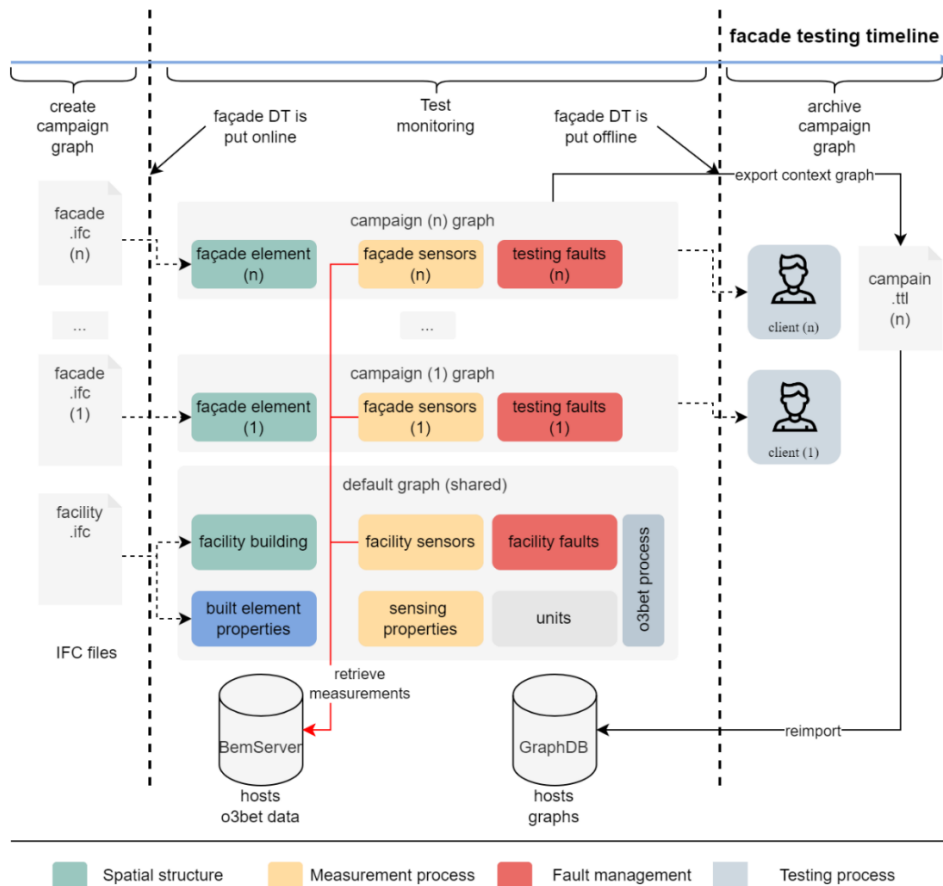 facade testing timeline
create
campaign
graph
façade DT is
put online
Test
monitoring
façade DT is
put offline
archive
campaign
graph
export context graph
facade
.ifc
(n)
campaign (n) graph
façade element
(n)
façade sensors
(n)
testing faults
(n)
client (n)
campain
.ttl
(n)
...
...
facade
.ifc
(1)
campaign (1) graph
façade element
(1)
façade sensors
(1)
testing faults
(1)
client (1)
facility
.ifc
default graph (shared)
facility building
facility sensors
facility faults
o3bet process
built element
properties
sensing
properties
units
IFC files
retrieve
measurements
BemServer
GraphDB
reimport
hosts
o3bet data
hosts
graphs
Spatial structure
Measurement process
Fault management
Testing process